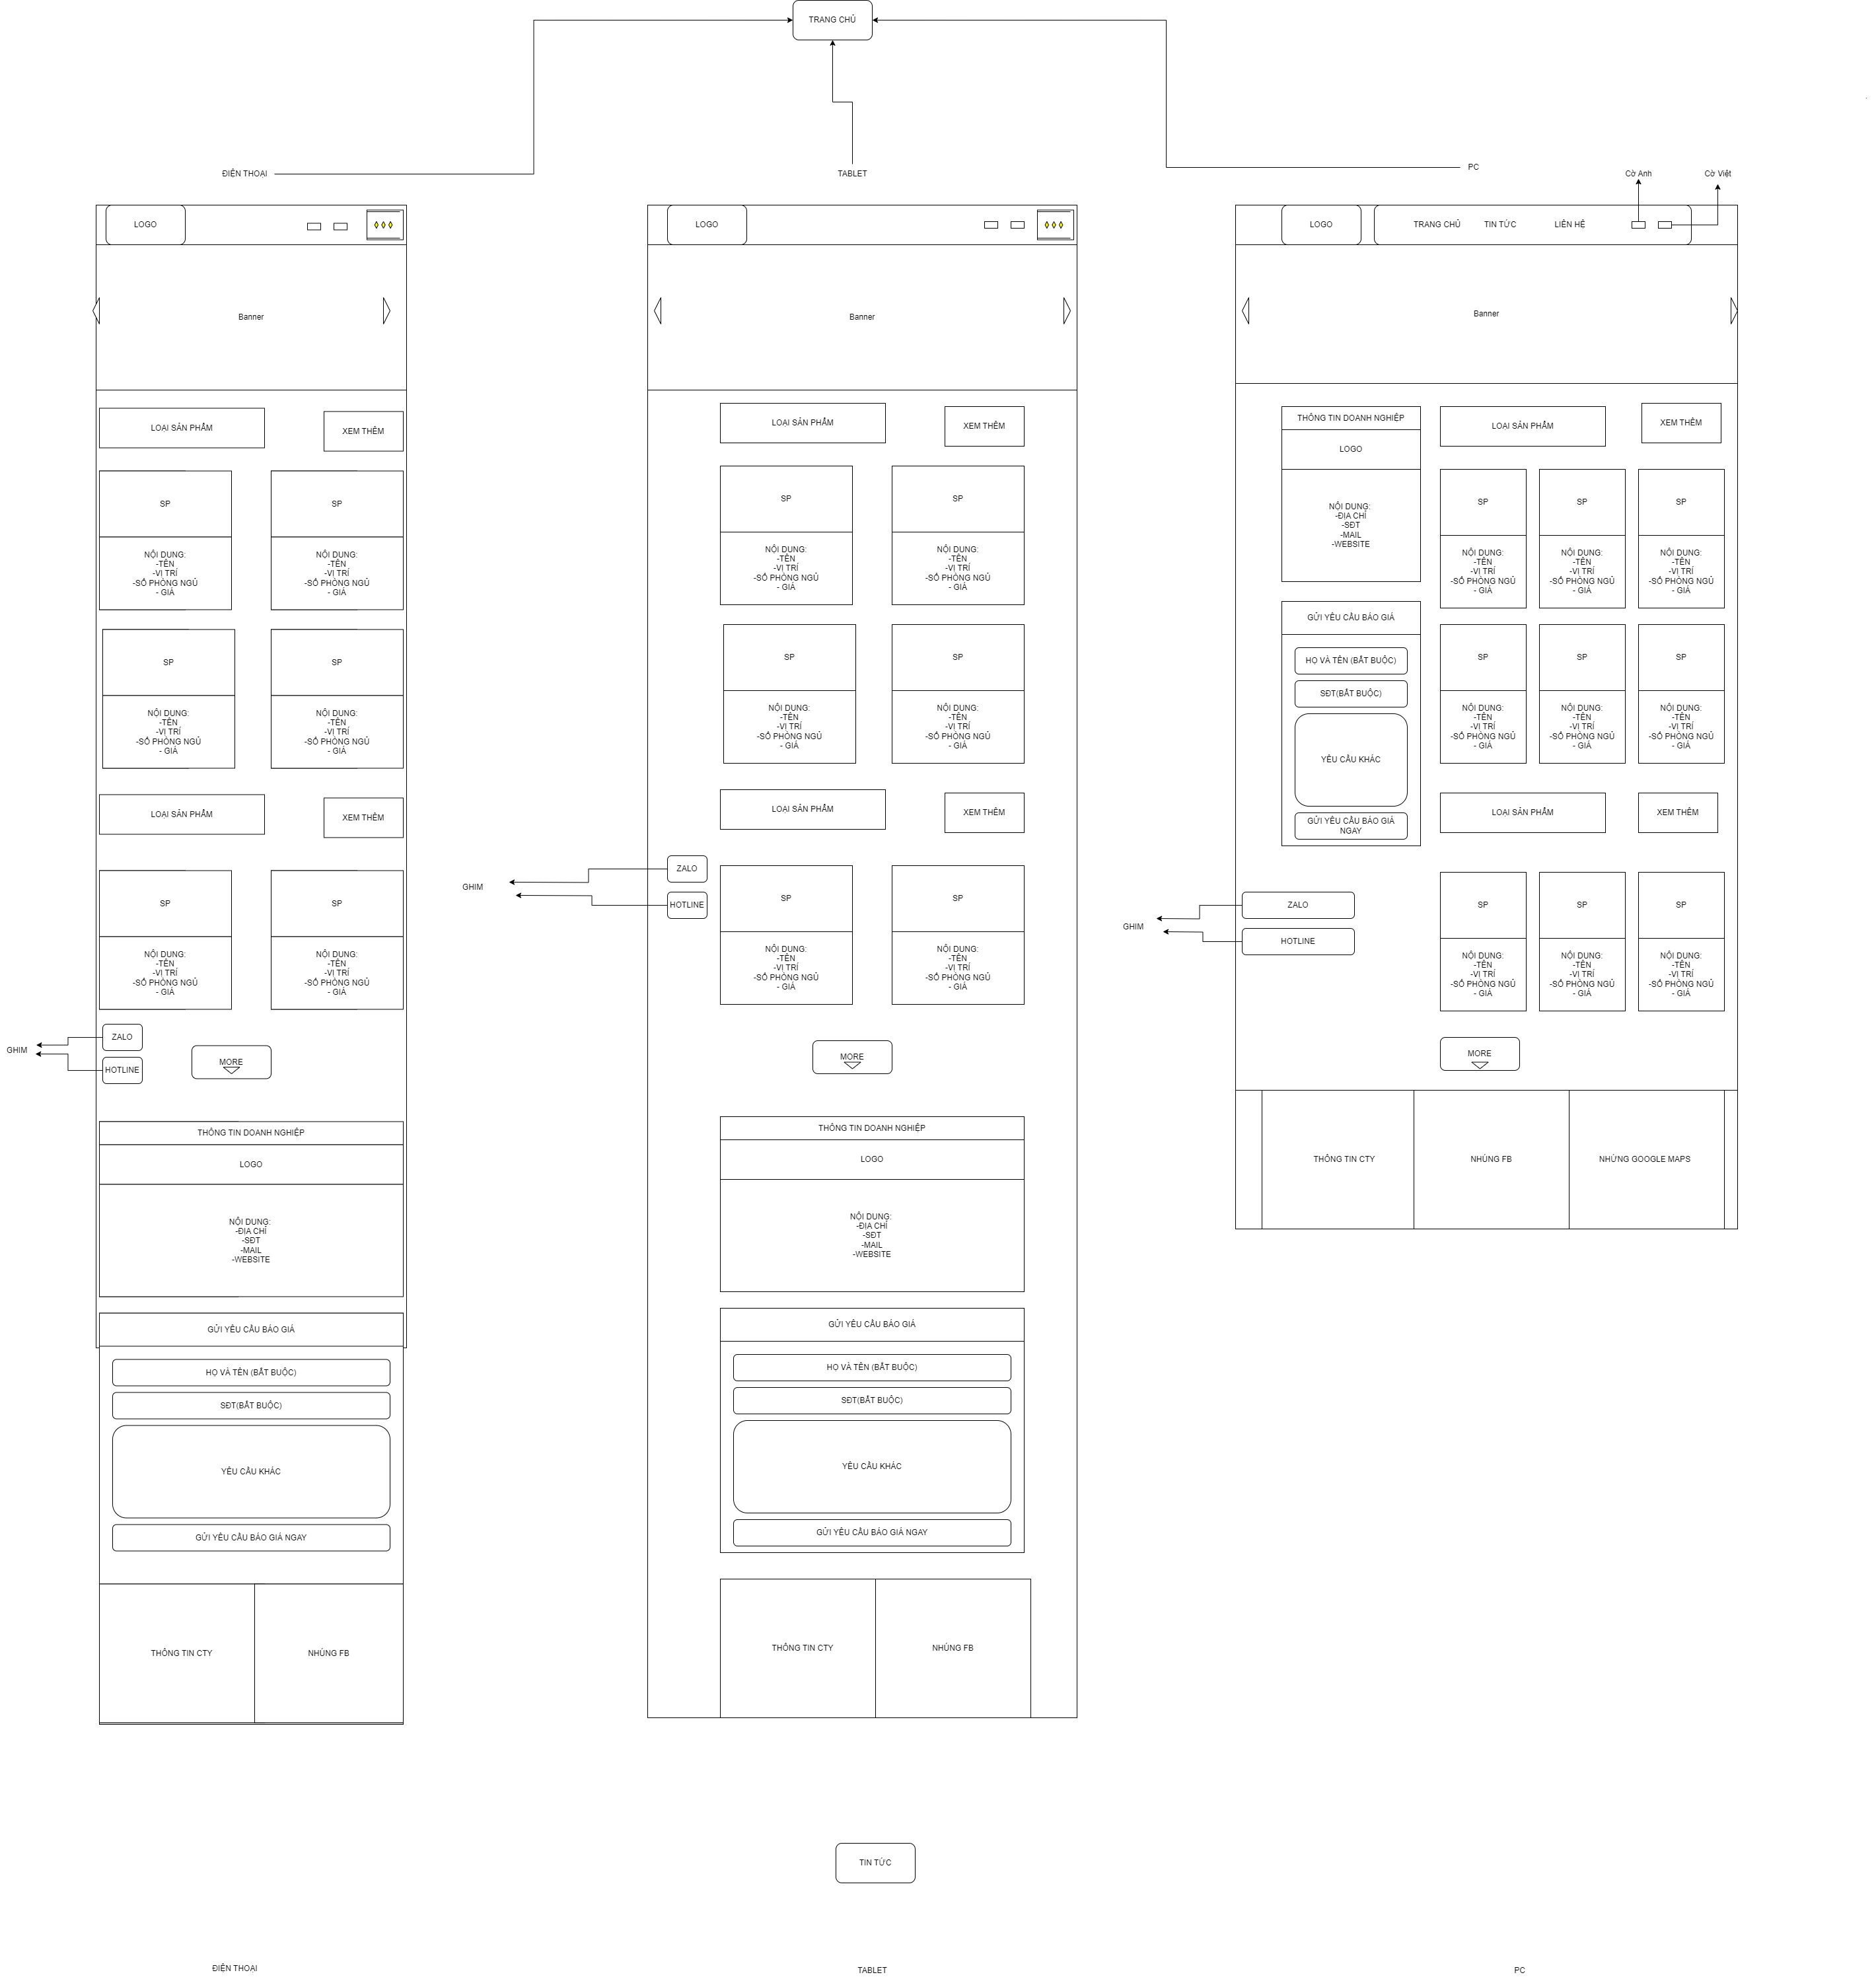 TRANG CHỦ
ĐIỆN THOẠI
TABLET
PC
Cờ Anh
Cờ Việt
LOGO
Banner
LOẠI SẢN PHẨM
XEM THÊM
SP
SP
NỘI DUNG:
-TÊN
-VỊ TRÍ
-SỐ PHÒNG NGỦ
- GIÁ
NỘI DUNG:
-TÊN
-VỊ TRÍ
-SỐ PHÒNG NGỦ
- GIÁ
SP
SP
NỘI DUNG:
-TÊN
-VỊ TRÍ
-SỐ PHÒNG NGỦ
- GIÁ
NỘI DUNG:
-TÊN
-VỊ TRÍ
-SỐ PHÒNG NGỦ
- GIÁ
LOẠI SẢN PHẨM
XEM THÊM
SP
SP
NỘI DUNG:
-TÊN
-VỊ TRÍ
-SỐ PHÒNG NGỦ
- GIÁ
NỘI DUNG:
-TÊN
-VỊ TRÍ
-SỐ PHÒNG NGỦ
- GIÁ
GHIM
ZALO
HOTLINE
MORE
THÔNG TIN DOANH NGHIỆP
LOGO
NỘI DUNG:
-ĐỊA CHỈ
-SĐT
-MAIL
-WEBSITE
GỬI YÊU CẦU BÁO GIÁ
HỌ VÀ TÊN (BẮT BUỘC)
SĐT(BẮT BUỘC)
YÊU CẦU KHÁC
GỬI YÊU CẦU BÁO GIÁ NGAY
THÔNG TIN CTY
NHÚNG FB
LOGO
Banner
LOẠI SẢN PHẨM
XEM THÊM
SP
SP
NỘI DUNG:
-TÊN
-VỊ TRÍ
-SỐ PHÒNG NGỦ
- GIÁ
NỘI DUNG:
-TÊN
-VỊ TRÍ
-SỐ PHÒNG NGỦ
- GIÁ
SP
SP
NỘI DUNG:
-TÊN
-VỊ TRÍ
-SỐ PHÒNG NGỦ
- GIÁ
NỘI DUNG:
-TÊN
-VỊ TRÍ
-SỐ PHÒNG NGỦ
- GIÁ
LOẠI SẢN PHẨM
XEM THÊM
GHIM
ZALO
HOTLINE
SP
SP
NỘI DUNG:
-TÊN
-VỊ TRÍ
-SỐ PHÒNG NGỦ
- GIÁ
NỘI DUNG:
-TÊN
-VỊ TRÍ
-SỐ PHÒNG NGỦ
- GIÁ
MORE
THÔNG TIN DOANH NGHIỆP
LOGO
NỘI DUNG:
-ĐỊA CHỈ
-SĐT
-MAIL
-WEBSITE
GỬI YÊU CẦU BÁO GIÁ
HỌ VÀ TÊN (BẮT BUỘC)
SĐT(BẮT BUỘC)
YÊU CẦU KHÁC
GỬI YÊU CẦU BÁO GIÁ NGAY
THÔNG TIN CTY
NHÚNG FB
LOGO
TRANG CHỦ
TIN TỨC
LIÊN HỆ
Banner
THÔNG TIN DOANH NGHIỆP
LOGO
NỘI DUNG:
-ĐỊA CHỈ
-SĐT
-MAIL
-WEBSITE
GỬI YÊU CẦU BÁO GIÁ
HỌ VÀ TÊN (BẮT BUỘC)
SĐT(BẮT BUỘC)
YÊU CẦU KHÁC
GỬI YÊU CẦU BÁO GIÁ
NGAY
GHIM
ZALO
HOTLINE
LOẠI SẢN PHẨM
XEM THÊM
SP
SP
SP
NỘI DUNG:
-TÊN
-VỊ TRÍ
-SỐ PHÒNG NGỦ
- GIÁ
NỘI DUNG:
-TÊN
-VỊ TRÍ
-SỐ PHÒNG NGỦ
- GIÁ
NỘI DUNG:
-TÊN
-VỊ TRÍ
-SỐ PHÒNG NGỦ
- GIÁ
SP
SP
SP
NỘI DUNG:
-TÊN
-VỊ TRÍ
-SỐ PHÒNG NGỦ
- GIÁ
NỘI DUNG:
-TÊN
-VỊ TRÍ
-SỐ PHÒNG NGỦ
- GIÁ
NỘI DUNG:
-TÊN
-VỊ TRÍ
-SỐ PHÒNG NGỦ
- GIÁ
LOẠI SẢN PHẨM
XEM THÊM
SP
SP
SP
NỘI DUNG:
-TÊN
-VỊ TRÍ
-SỐ PHÒNG NGỦ
- GIÁ
NỘI DUNG:
-TÊN
-VỊ TRÍ
-SỐ PHÒNG NGỦ
- GIÁ
NỘI DUNG:
-TÊN
-VỊ TRÍ
-SỐ PHÒNG NGỦ
- GIÁ
MORE
THÔNG TIN CTY
NHÚNG FB
NHỨNG GOOGLE MAPS
TIN TỨC
ĐIỆN THOẠI
TABLET
PC